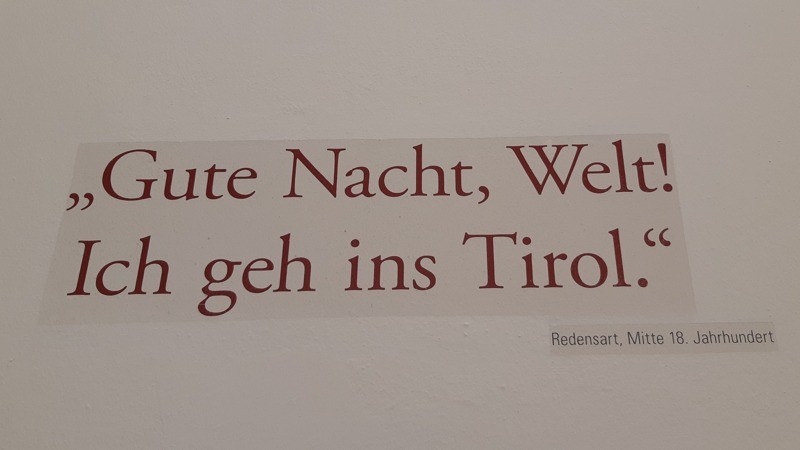 „Gute Nacht, Welt!
Ich geh ins Tirol.“
Redensart, Mitte 18. Jahrhundert